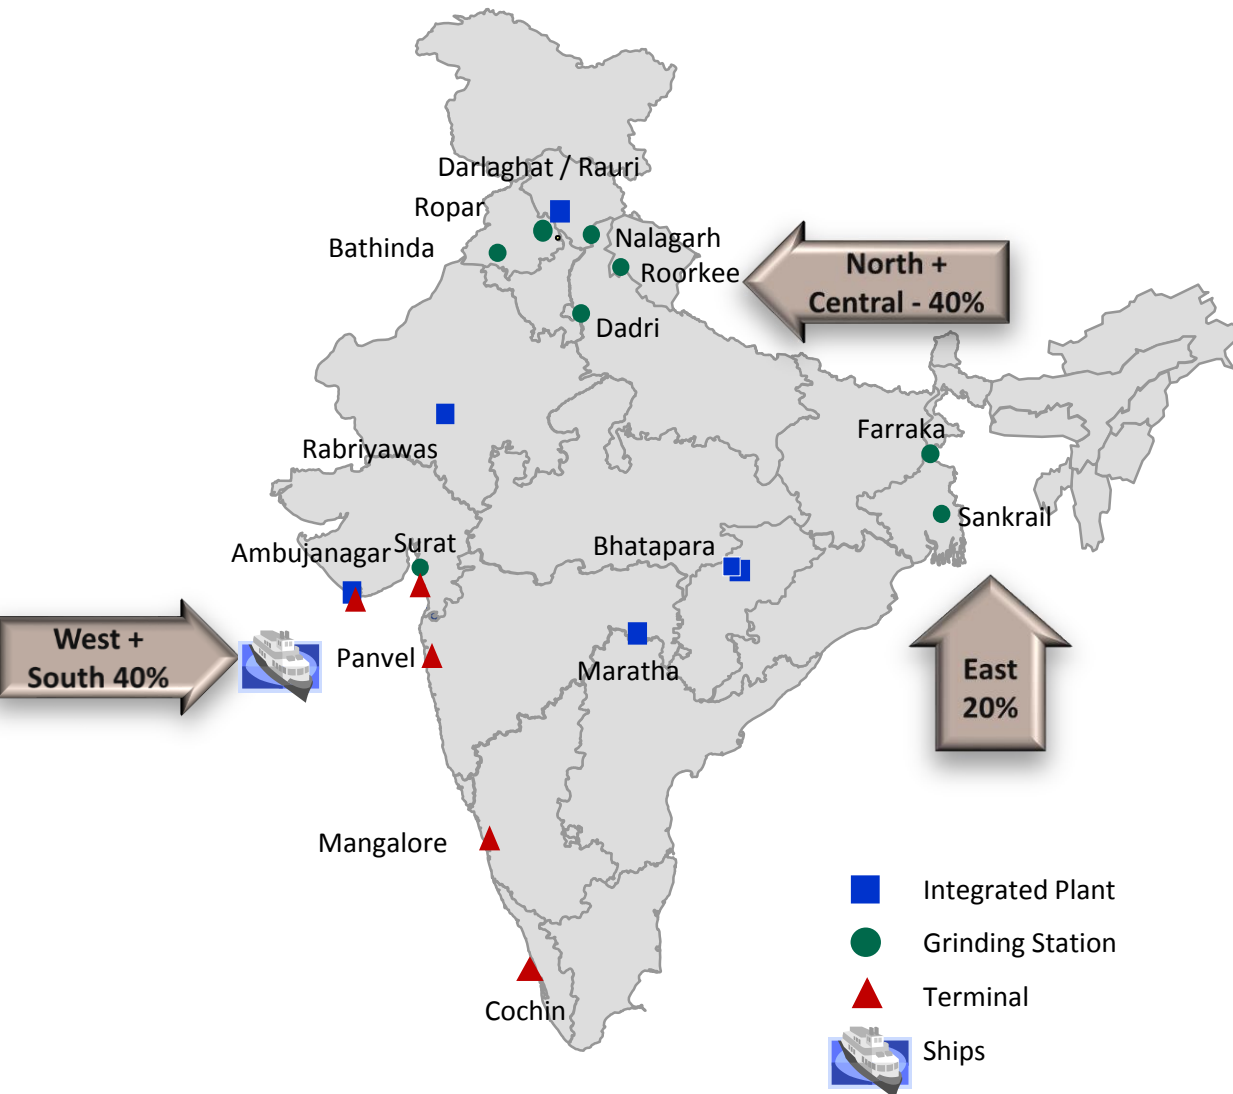 Darlaghat / Rauri
Ropar
Bathinda
Nalagarh
Roorkee
North +
Central - 40%
Dadri
Farraka
Rabriyawas
Sankrail
Ambujanagar
Surat
Bhatapara
West +
South 40%
Panvel
Maratha
East
20%
Mangalore
Cochin
Integrated Plant
Grinding Station
Terminal
Ships